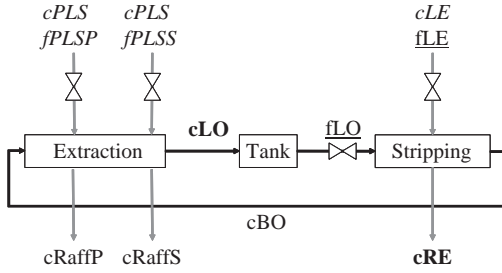 cPLS cPLS cLE
fPLSP fPLSS fLE
cLO fLO
Extraction Tank Stripping
cBO
cRaffP cRaffS cRE